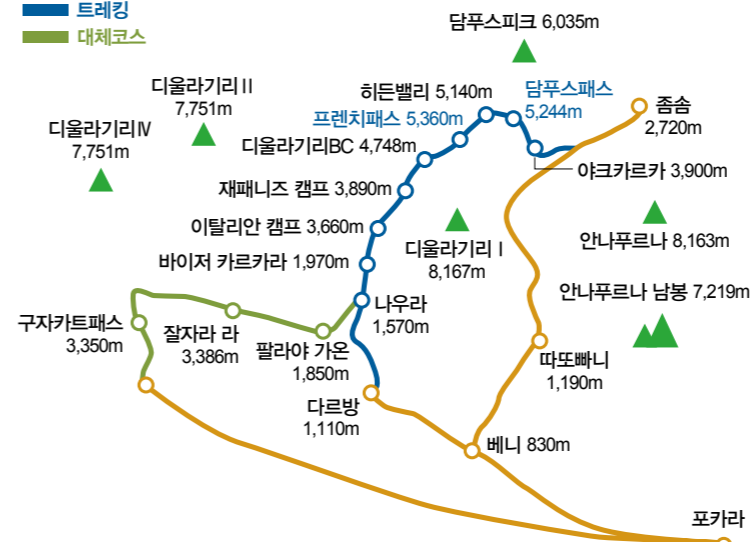 트레킹
대체코스
담푸스피크 6,035m
디울라기리Ⅱ
7,751m
히든밸리 5,140m
담푸스패스
5,244m
좀솜
2,720m
디울라기리Ⅳ
7,751m
프렌치패스 5,360m
디울라기리BC 4,748m
야크카르카 3,900m
재패니즈 캠프 3,890m
이탈리안 캠프 3,660m
디울라기리 Ⅰ
8,167m
안나푸르나 8,163m
바이저 카르카라 1,970m
안나푸르나 남봉 7,219m
구자카트패스
3,350m
잘자라 라
3,386m
팔라야 가온
1,850m
나우라
1,570m
따또빠니
1,190m
다르방
1,110m
베니 830m
포카라